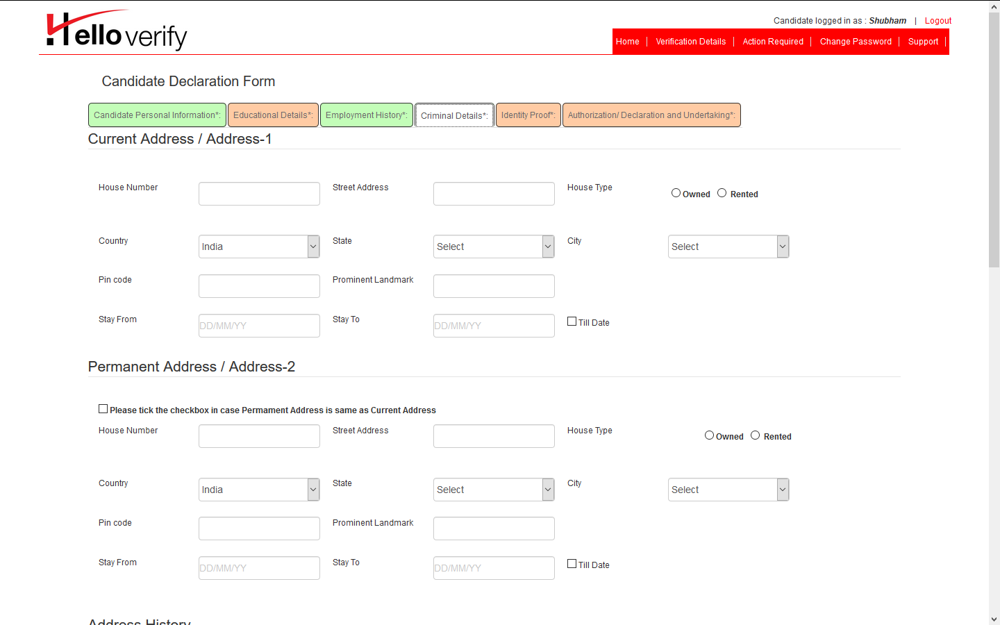 Hello verify
Candidate logged in as : Shubham | Logout
Home | Verification Details | Action Required | Change Password | Support |
Candidate Declaration Form
Candidate Personal Information*: Educational Details*: Employment History*: Criminal Details*: Identity Proof*: Authorization/ Declaration and Undertaking*:
Current Address / Address-1
House Number Street Address House Type Owned Rented
Country India State Select City Select
Pin code Prominent Landmark
Stay From DD/MM/YY Stay To DD/MM/YY Till Date
Permanent Address / Address-2
Please tick the checkbox in case Permament Address is same as Current Address
House Number Street Address House Type Owned Rented
Country India State Select City Select
Pin code Prominent Landmark
Stay From DD/MM/YY Stay To DD/MM/YY Till Date
Address History